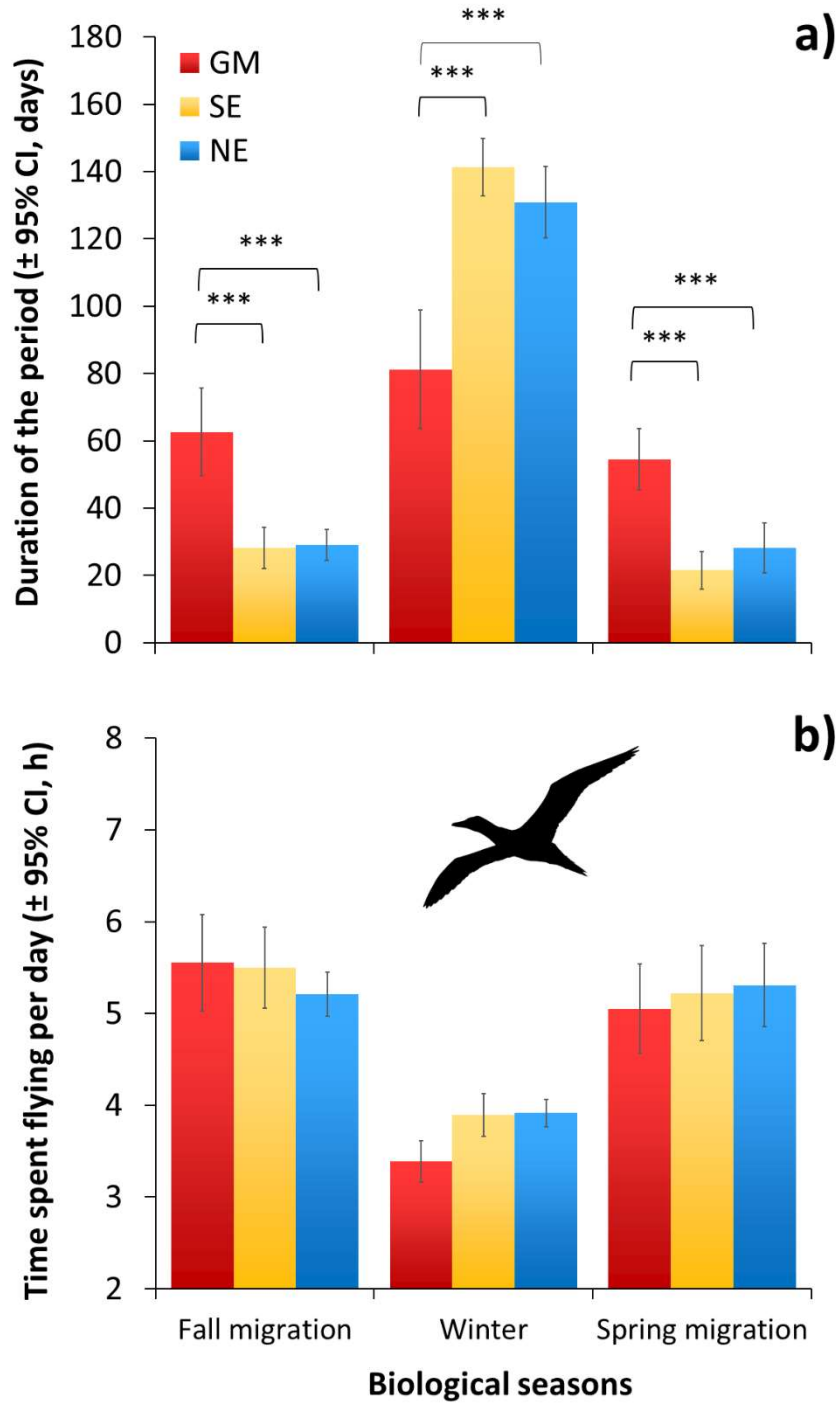 a)
Duration of the period (± 95% CI, days)
180
160
140
120
100
80
60
40
20
0
GM
SE
NE
***
***
***
***
***
***
b)
Time spent flying per day (± 95% CI, h)
8
7
6
5
4
3
2
Fall migration
Winter
Spring migration
Biological seasons